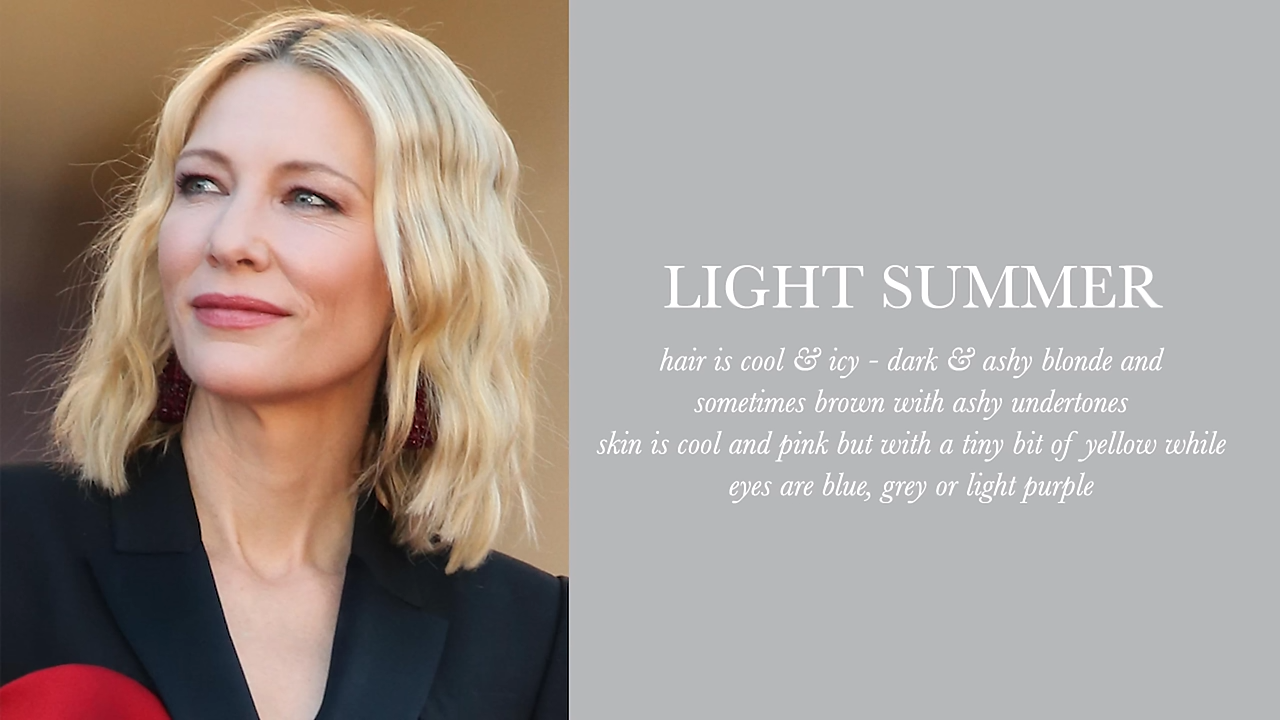 LIGHT SUMMER
hair is cool & icy - dark & ashy blonde and
sometimes brown with ashy undertones
skin is cool and pink but with a tiny bit of yellow while
eyes are blue, grey or light purple